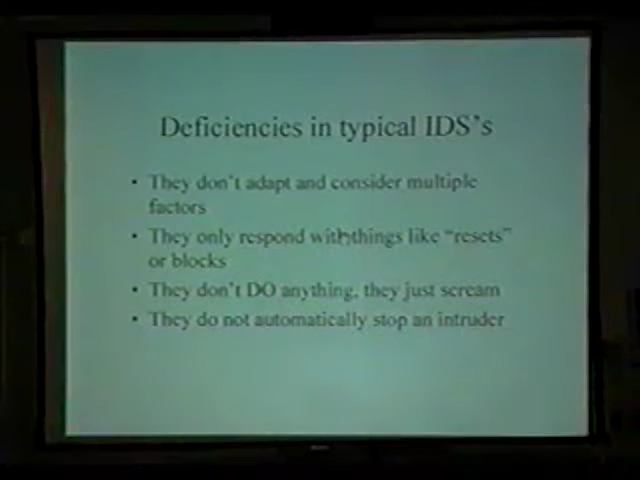 Deficiencies in typical IDS's
• They don't adapt and consider multiple
factors
• They only respond with things like "resets"
or blocks
• They don't DO anything, they just scream
• They do not automatically stop an intruder